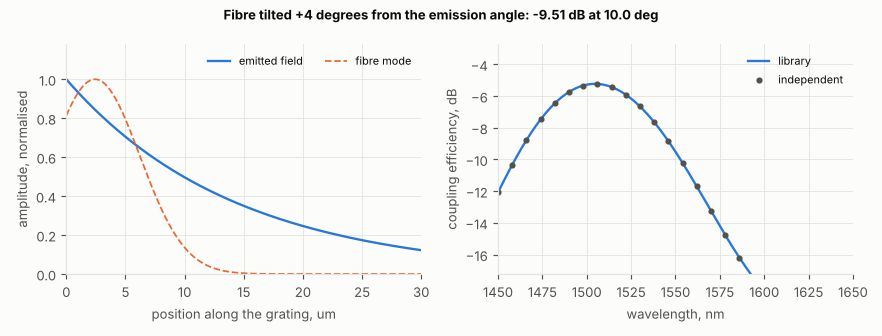 Fibre tilted +4 degrees from the emission angle: -9.51 dB at 10.0 deg
emitted field
fibre mode
amplitude, normalised
1.0
0.8
0.6
0.4
0.2
0.0
0 5 10 15 20 25 30
position along the grating, um
library
independent
coupling efficiency, dB
−4
−6
−8
−10
−12
−14
−16
1450 1475 1500 1525 1550 1575 1600 1625 1650
wavelength, nm